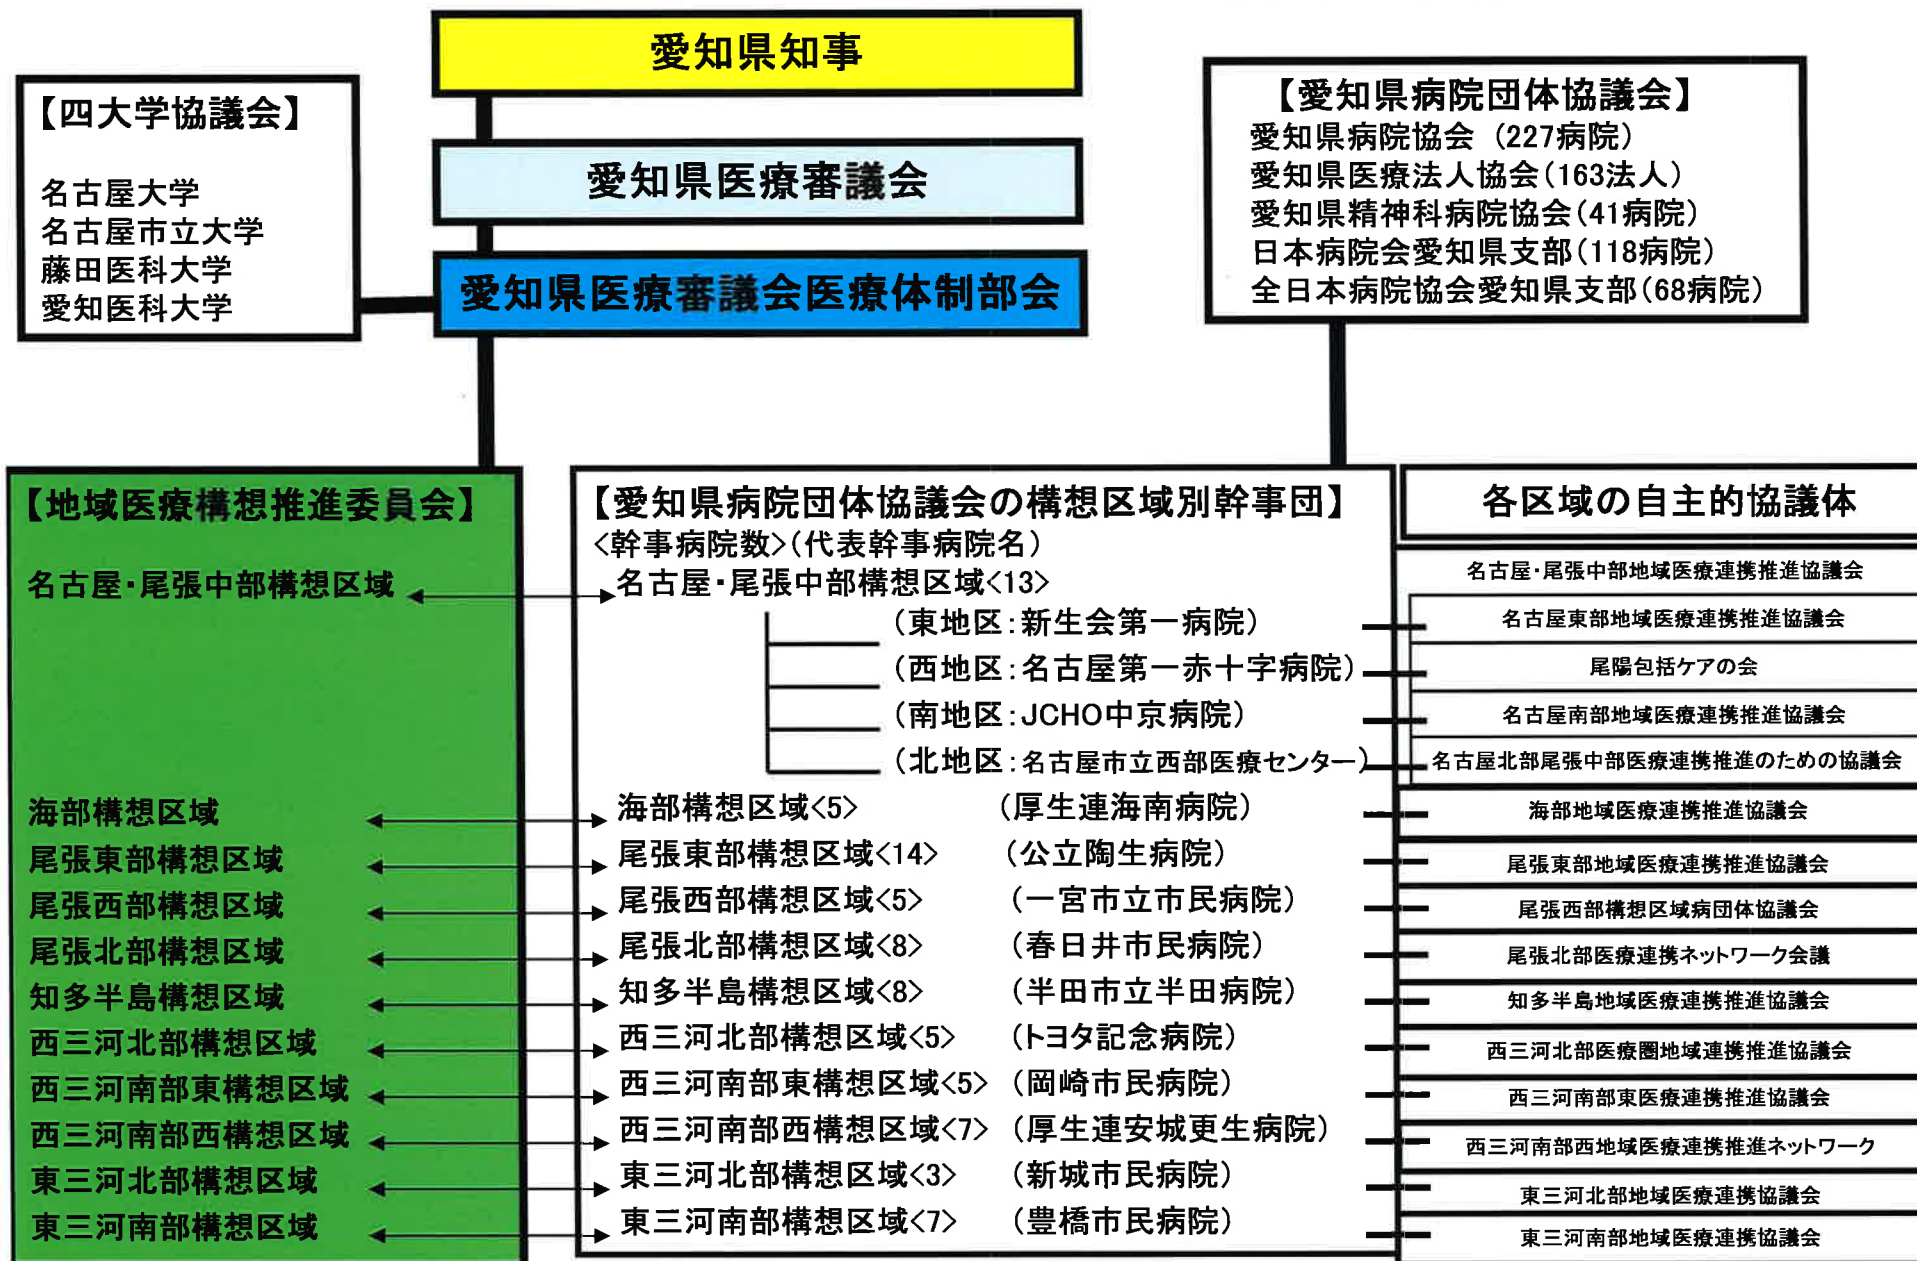 愛知県知事
愛知県医療審議会
愛知県医療審議会医療体制部会
【四大学協議会】
名古屋大学
名古屋市立大学
藤田医科大学
愛知医科大学
【愛知県病院団体協議会】
愛知県病院協会 (227病院)
愛知県医療法人協会(163法人)
愛知県精神科病院協会(41病院)
日本病院会愛知県支部(118病院)
全日本病院協会愛知県支部(68病院)
【地域医療構想推進委員会】
名古屋・尾張中部構想区域
海部構想区域
尾張東部構想区域
尾張西部構想区域
尾張北部構想区域
知多半島構想区域
西三河北部構想区域
西三河南部東構想区域
西三河南部西構想区域
東三河北部構想区域
東三河南部構想区域
【愛知県病院団体協議会の構想区域別幹事団】
<幹事病院数>(代表幹事病院名)
名古屋・尾張中部構想区域<13>
(東地区:新生会第一病院)
(西地区:名古屋第一赤十字病院)
(南地区:JCHO中京病院)
(北地区:名古屋市立西部医療センター)
海部構想区域<5> (厚生連海南病院)
尾張東部構想区域<14> (公立陶生病院)
尾張西部構想区域<5> (一宮市立市民病院)
尾張北部構想区域<8> (春日井市民病院)
知多半島構想区域<8> (半田市立半田病院)
西三河北部構想区域<5> (トヨタ記念病院)
西三河南部東構想区域<5> (岡崎市民病院)
西三河南部西構想区域<7> (厚生連安城更生病院)
東三河北部構想区域<3> (新城市民病院)
東三河南部構想区域<7> (豊橋市民病院)
各区域の自主的協議体
名古屋・尾張中部地域医療連携推進協議会
名古屋東部地域医療連携推進協議会
尾陽包括ケアの会
名古屋南部地域医療連携推進協議会
名古屋北部尾張中部医療連携推進のための協議会
海部地域医療連携推進協議会
尾張東部地域医療連携推進協議会
尾張西部構想区域病団体協議会
尾張北部医療連携ネットワーク会議
知多半島地域医療連携推進協議会
西三河北部医療圏地域連携推進協議会
西三河南部東医療連携推進協議会
西三河南部西地域医療連携推進ネットワーク
東三河北部地域医療連携協議会
東三河南部地域医療連携協議会